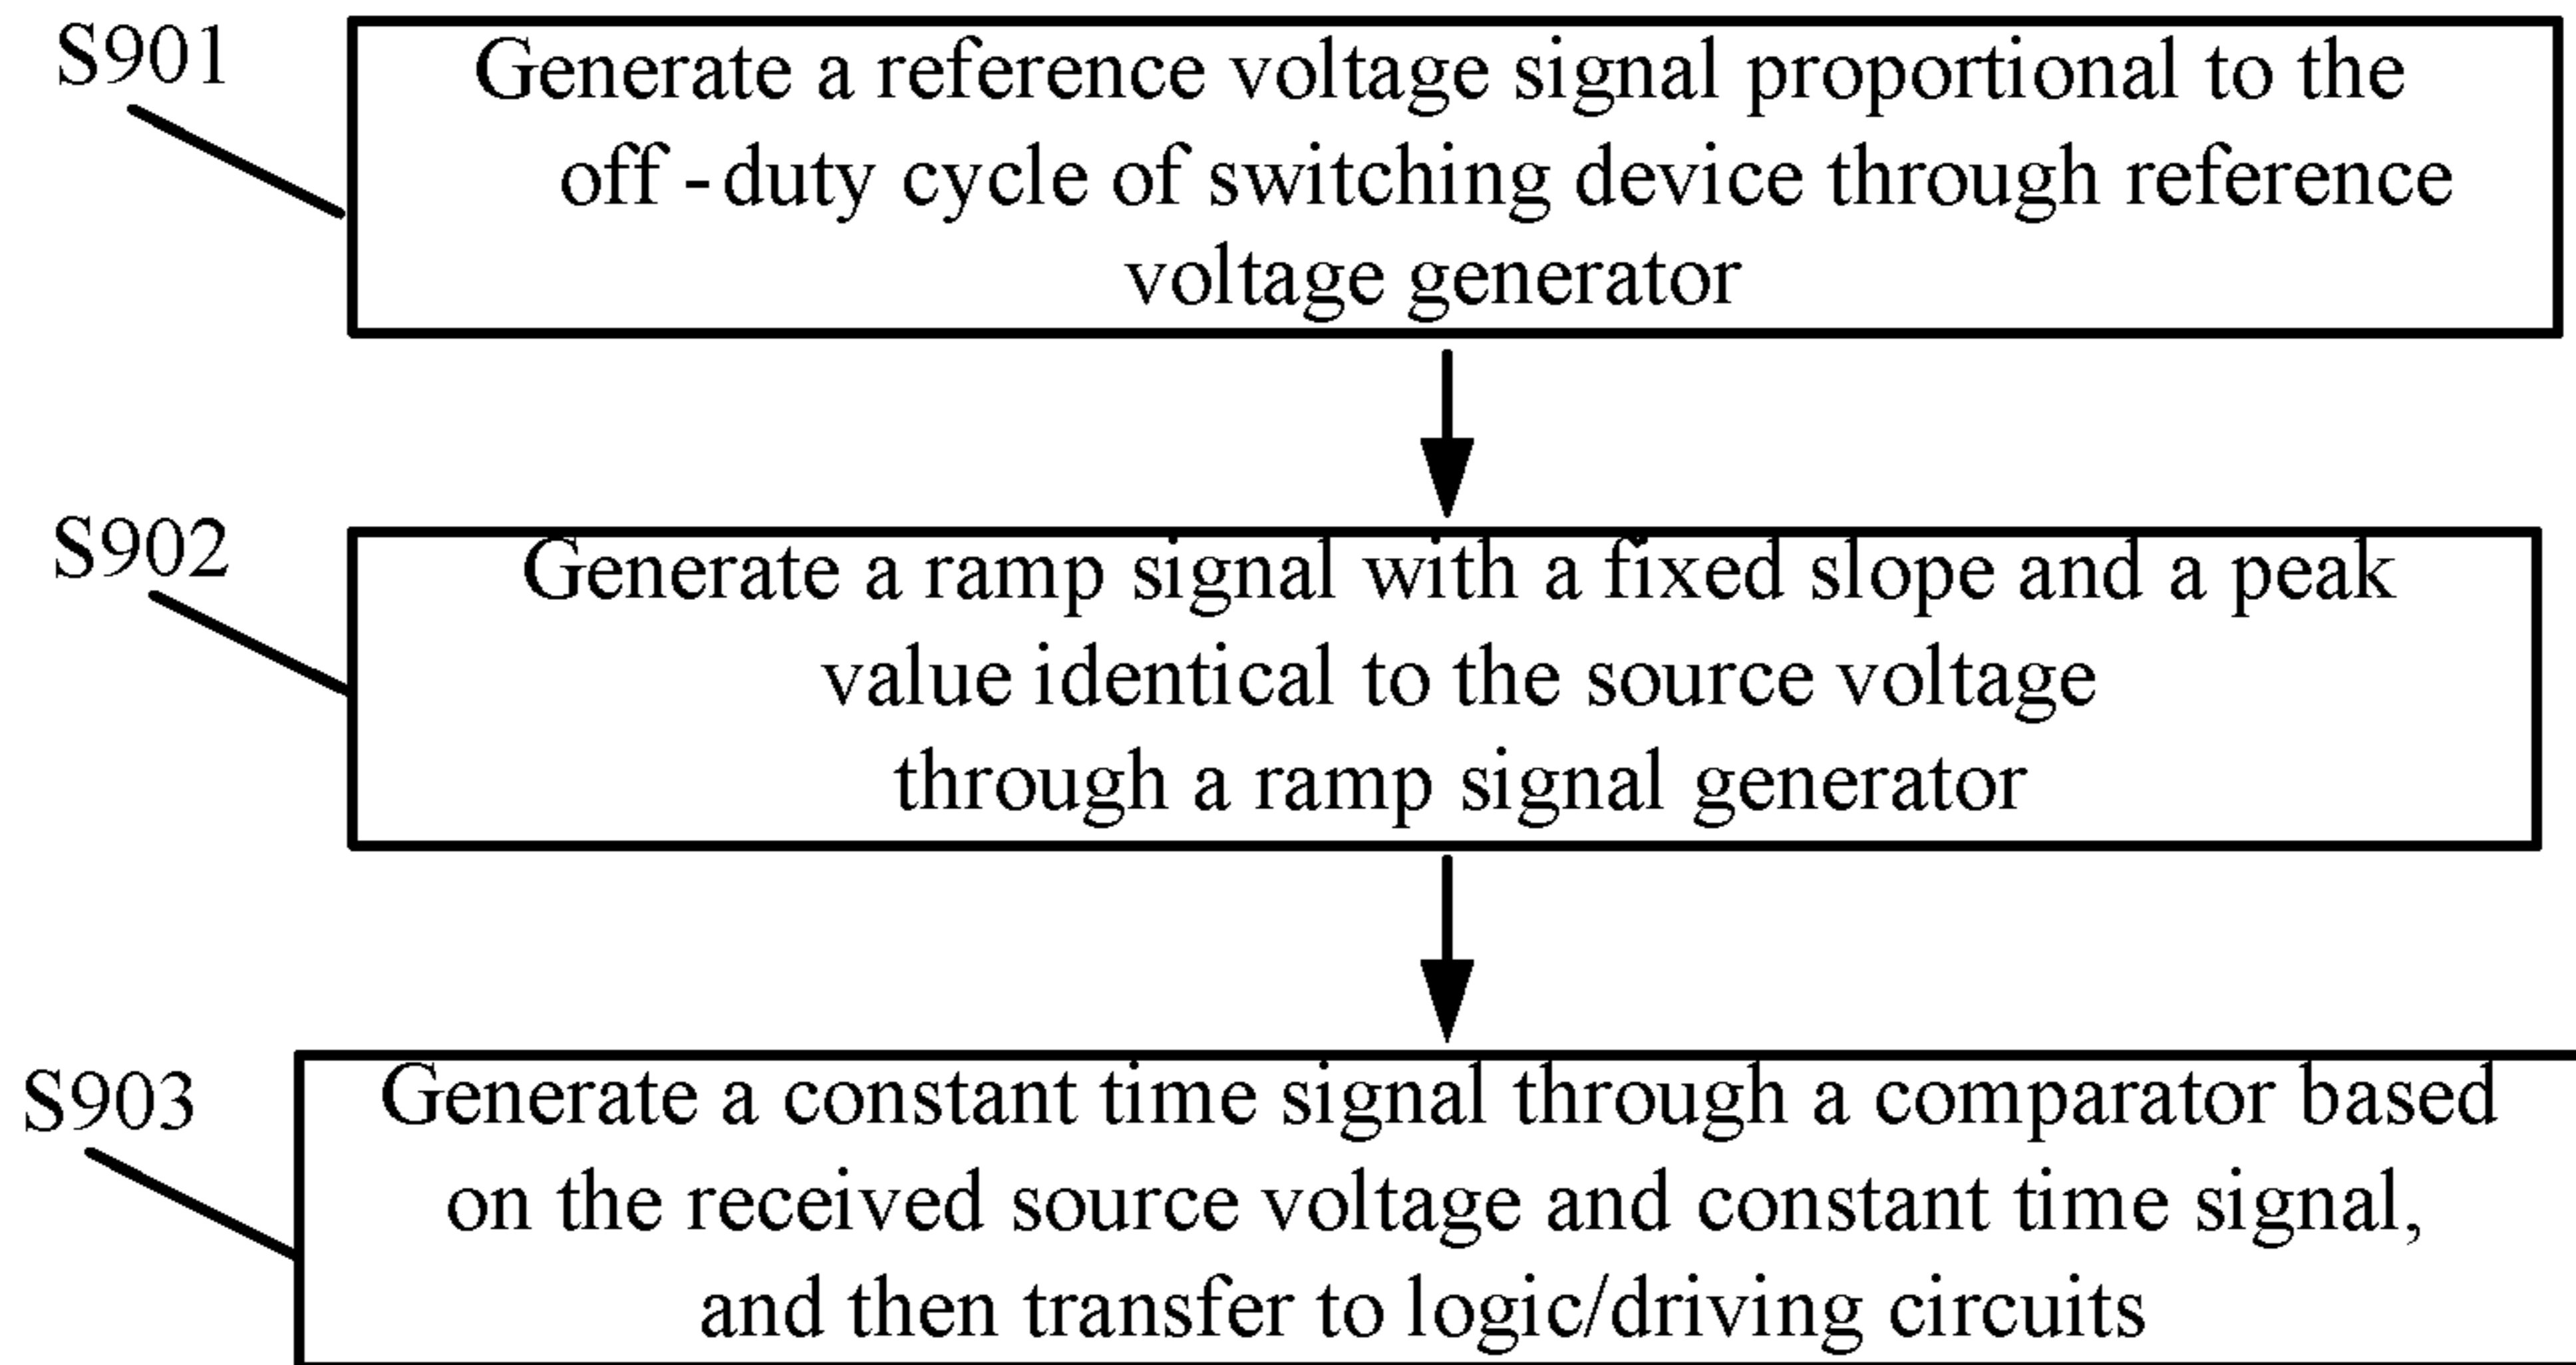 S901
Generate a reference voltage signal proportional to the
off -duty cycle of switching device through reference
voltage generator
S902
Generate a ramp signal with a fixed slope and a peak
value identical to the source voltage
through a ramp signal generator
S903
Generate a constant time signal through a comparator based
on the received source voltage and constant time signal,
and then transfer to logic/driving circuits